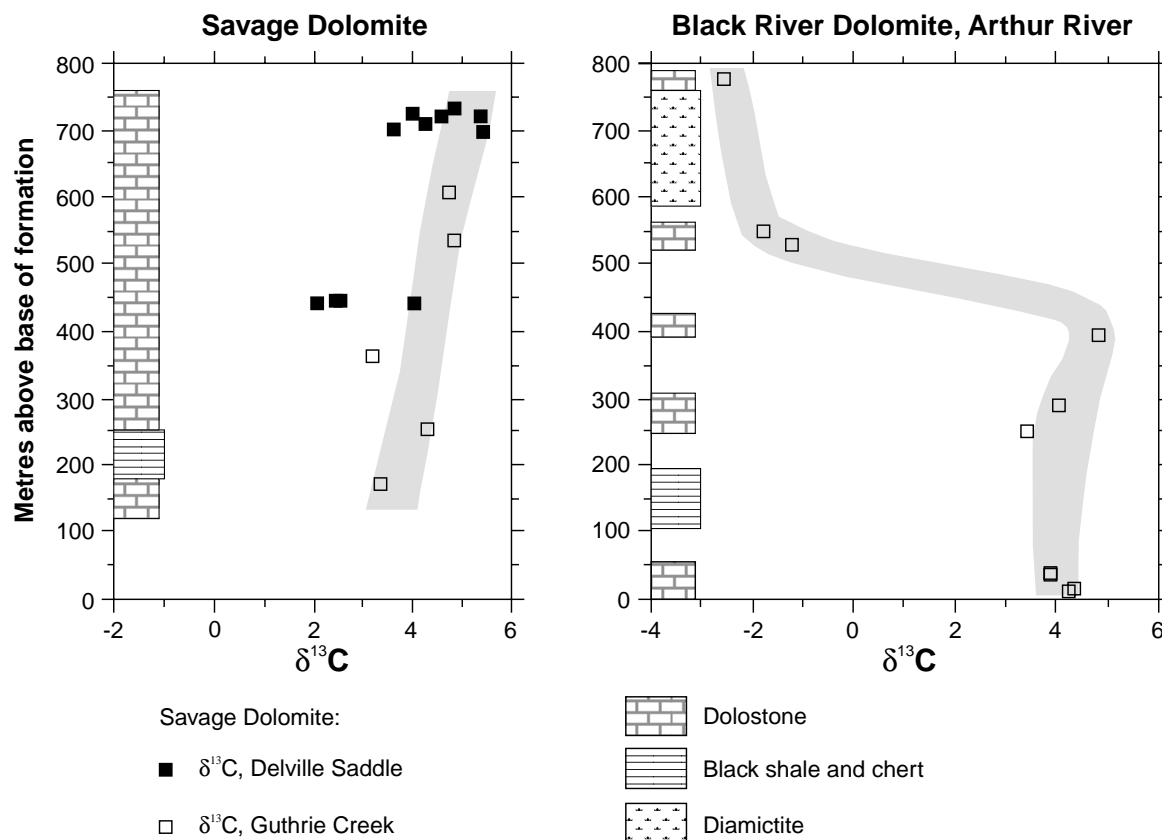 Savage Dolomite
Black River Dolomite, Arthur River
Metres above base of formation
800
700
600
500
400
300
200
100
0
-2
0
2
4
6
δ13C
800
700
600
500
400
300
200
100
0
-4
-2
0
2
4
6
δ13C
Savage Dolomite:
δ13C, Delville Saddle
δ13C, Guthrie Creek
Dolostone
Black shale and chert
Diamictite